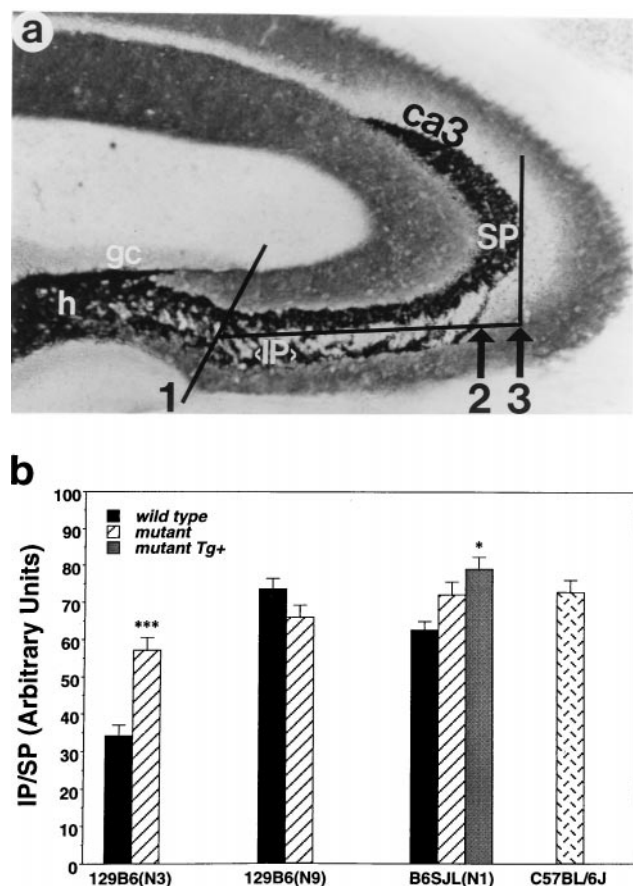 a
ca3
SP
gc
h
‹IP›
1
2
3
b
IP/SP (Arbitrary Units)
100
90
80
70
60
50
40
30
20
10
0
wild type
mutant
mutant Tg+
***
*
129B6(N3)
129B6(N9)
B6SJL(N1)
C57BL/6J